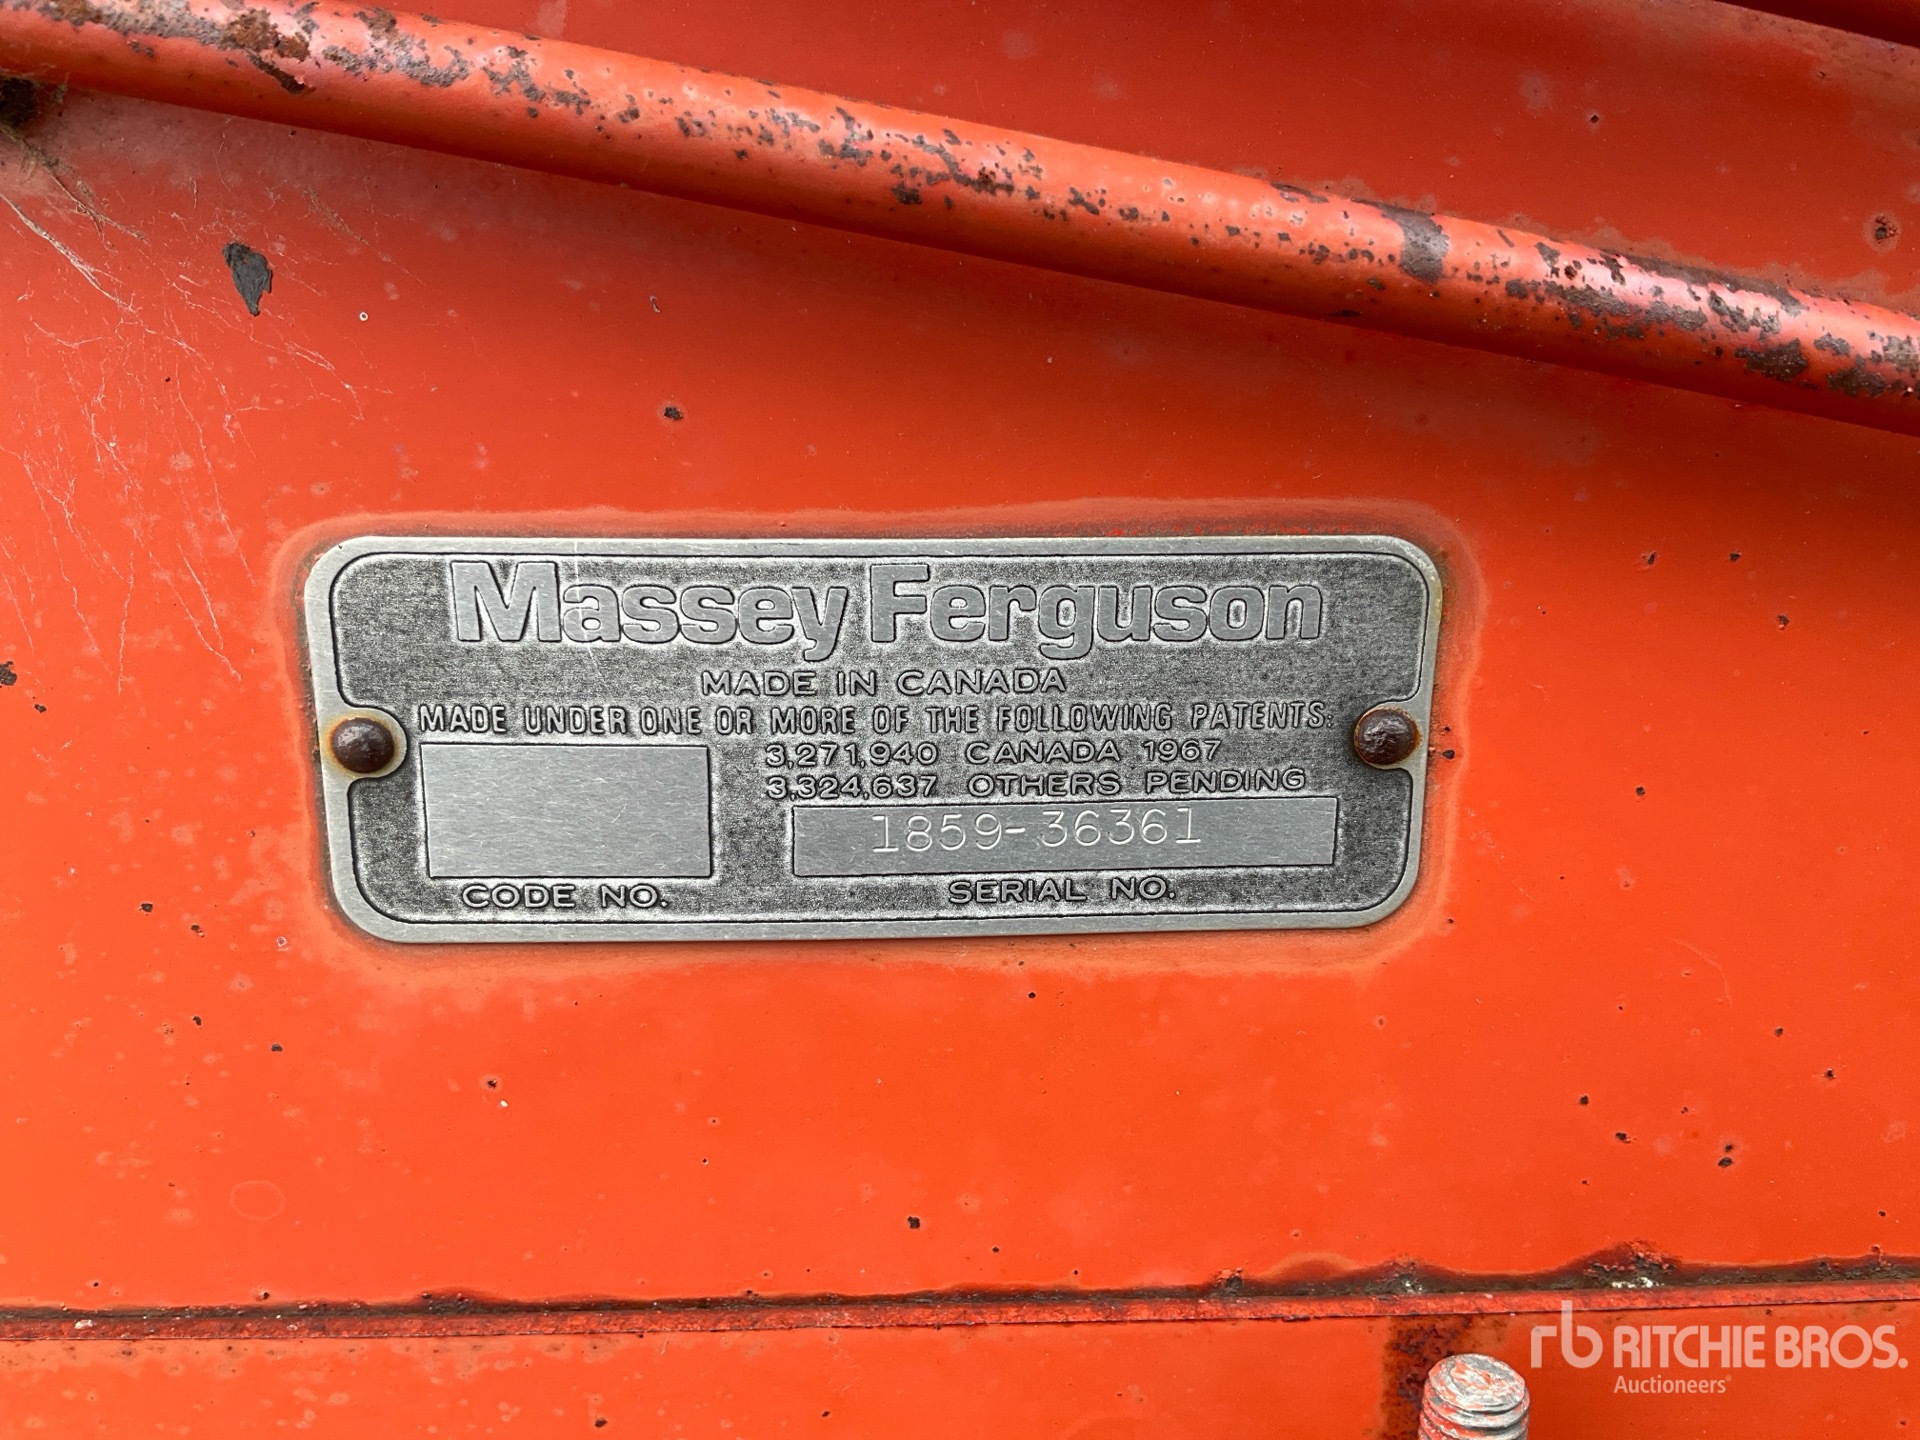 Massey Ferguson
MADE IN CANADA
MADE UNDER ONE OR MORE OF THE FOLLOWING PATENTS:
3,271,940 CANADA 1967
3,324,637 OTHERS PENDING
1859-36361
CODE NO.
SERIAL NO.
rb RITCHIE BROS.
Auctioneers